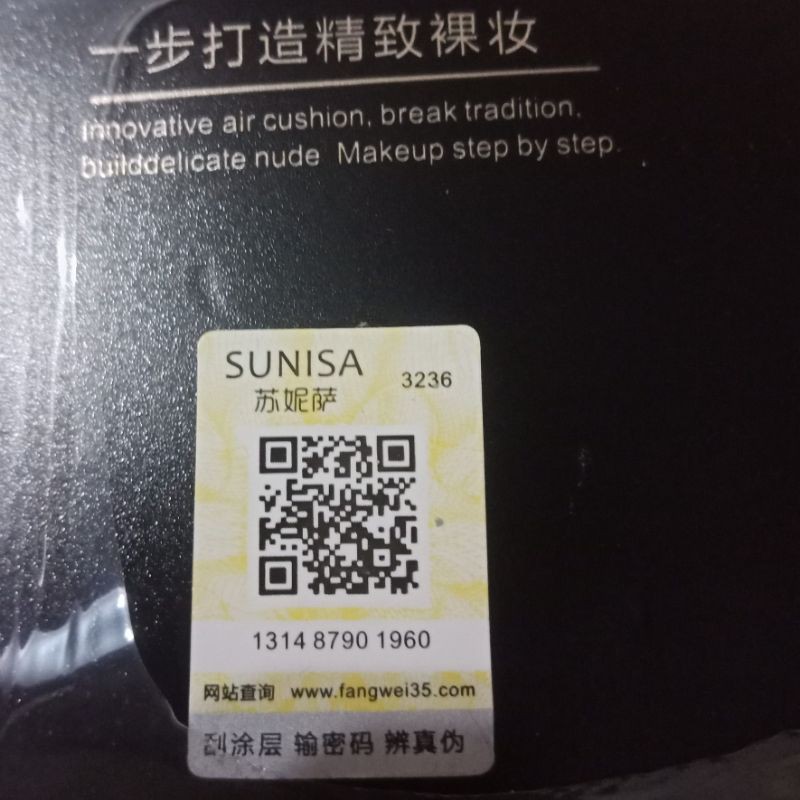 一步打造精致裸妆
Innovative air cushion, break tradition,
builddelicate nude Makeup step by step.
SUNISA
3236
苏妮萨
1314 8790 1960
网站查询 www.fangwei35.com
刮涂层 输密码 辨真伪